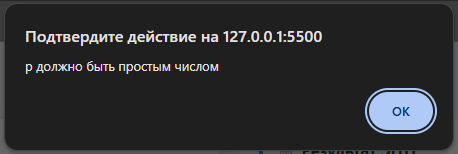 Подтвердите действие на 127.0.0.1:5500
p должно быть простым числом
ОК